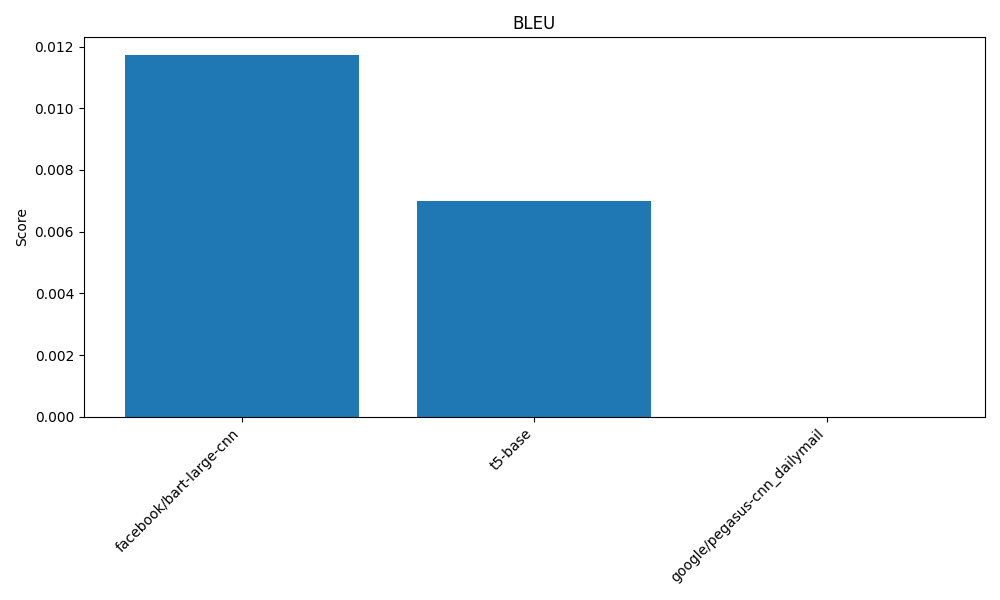 BLEU
Score
0.012
0.010
0.008
0.006
0.004
0.002
0.000
facebook/bart-large-cnn
t5-base
google/pegasus-cnn_dailymail